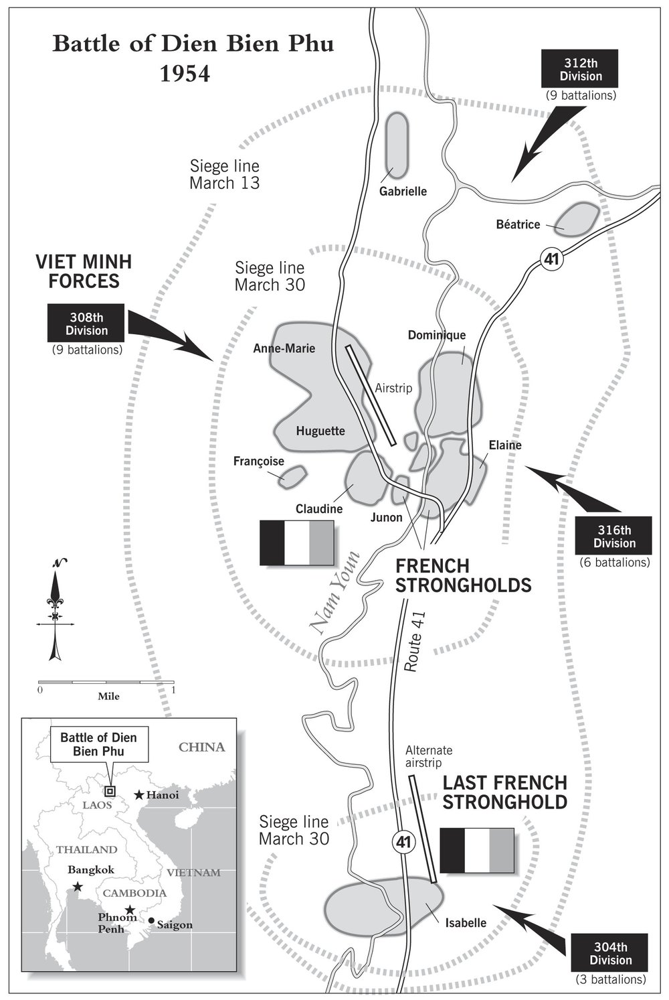 Battle of Dien Bien Phu
1954
312th
Division
(9 battalions)
Siege line
March 13
Gabrielle
Béatrice
41
VIET MINH
FORCES
Siege line
March 30
308th
Division
(9 battalions)
Anne-Marie
Dominique
Airstrip
Huguette
Elaine
Françoise
Claudine
Junon
316th
Division
(6 battalions)
FRENCH
STRONGHOLDS
Nam Youn
N
Route 41
0 1
Mile
Battle of Dien
Bien Phu
CHINA
Hanoi
LAOS
THAILAND
Bangkok
VIETNAM
CAMBODIA
Phnom
Penh
Saigon
Alternate
airstrip
LAST FRENCH
STRONGHOLD
Siege line
March 30
41
Isabelle
304th
Division
(3 battalions)